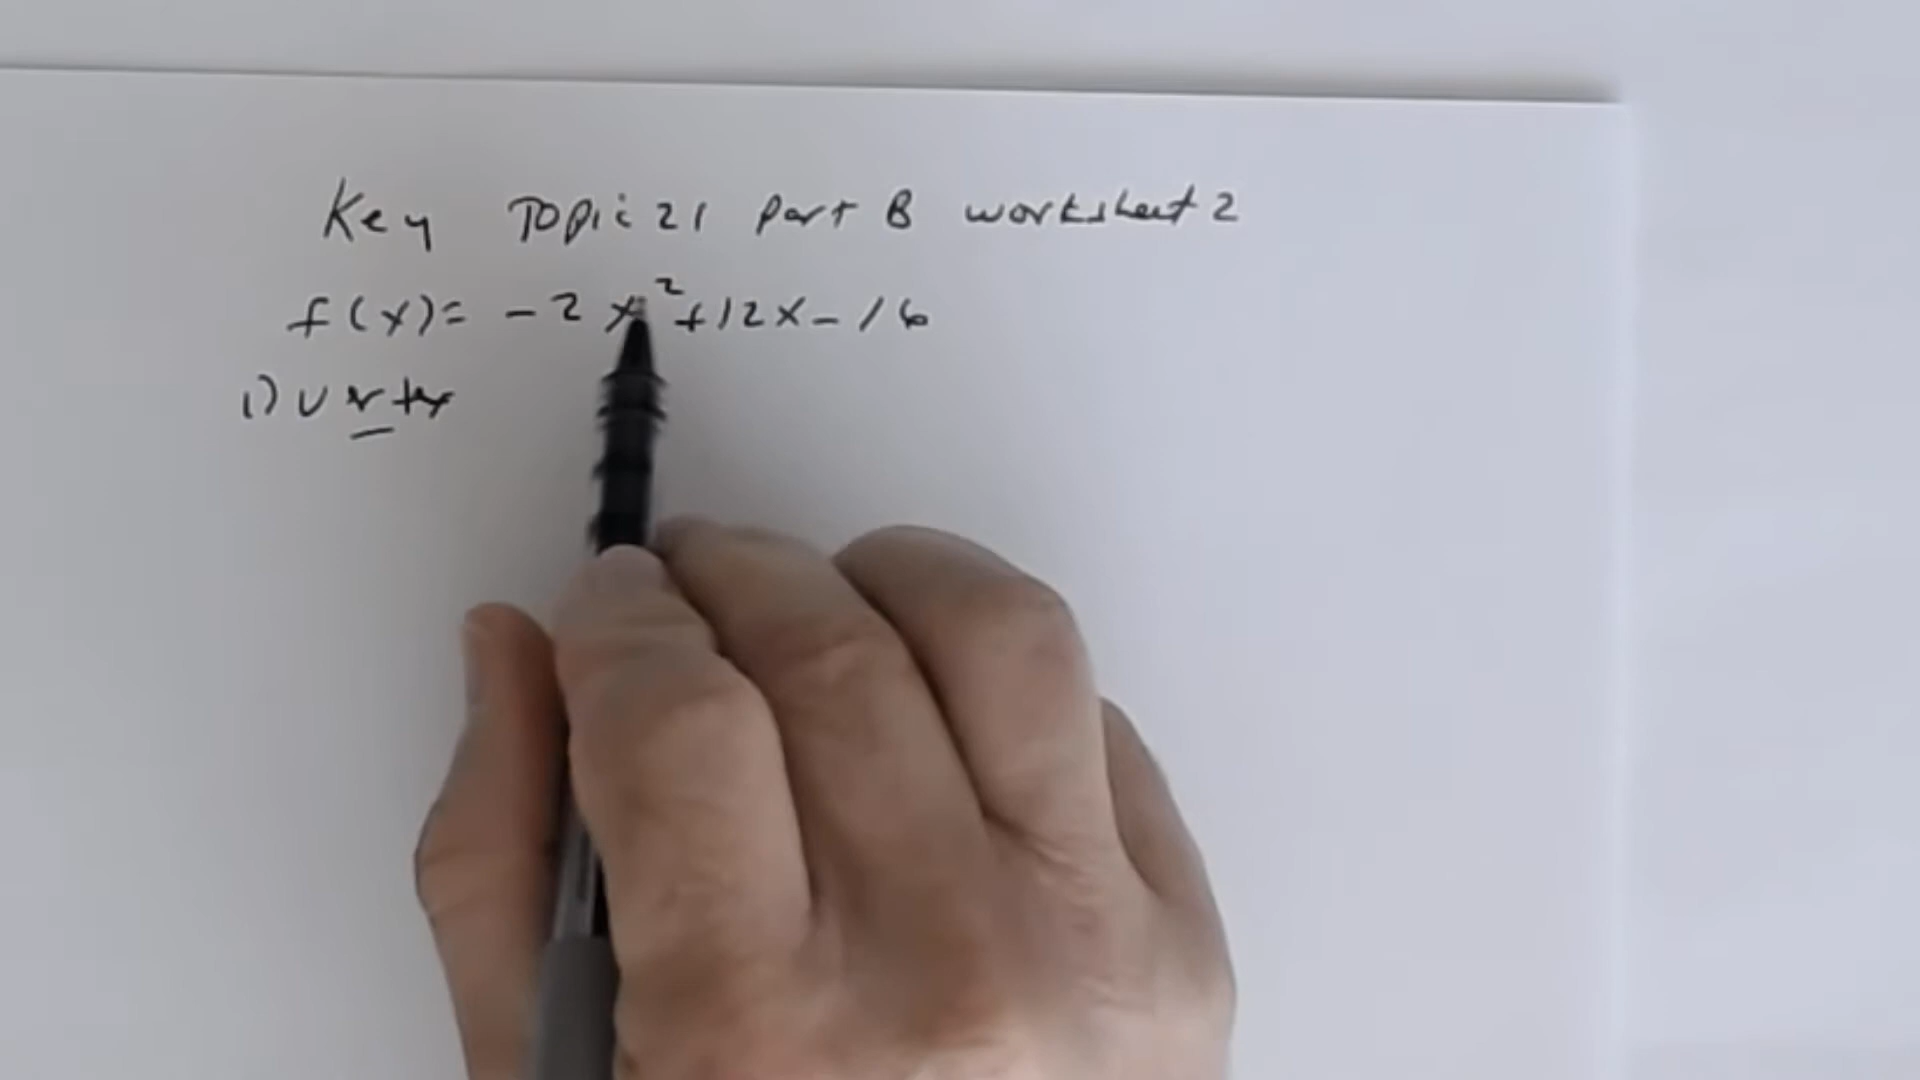 Key Topic 21 part B worksheet 2
f(x) = -2x²+12x-16
1) vertex